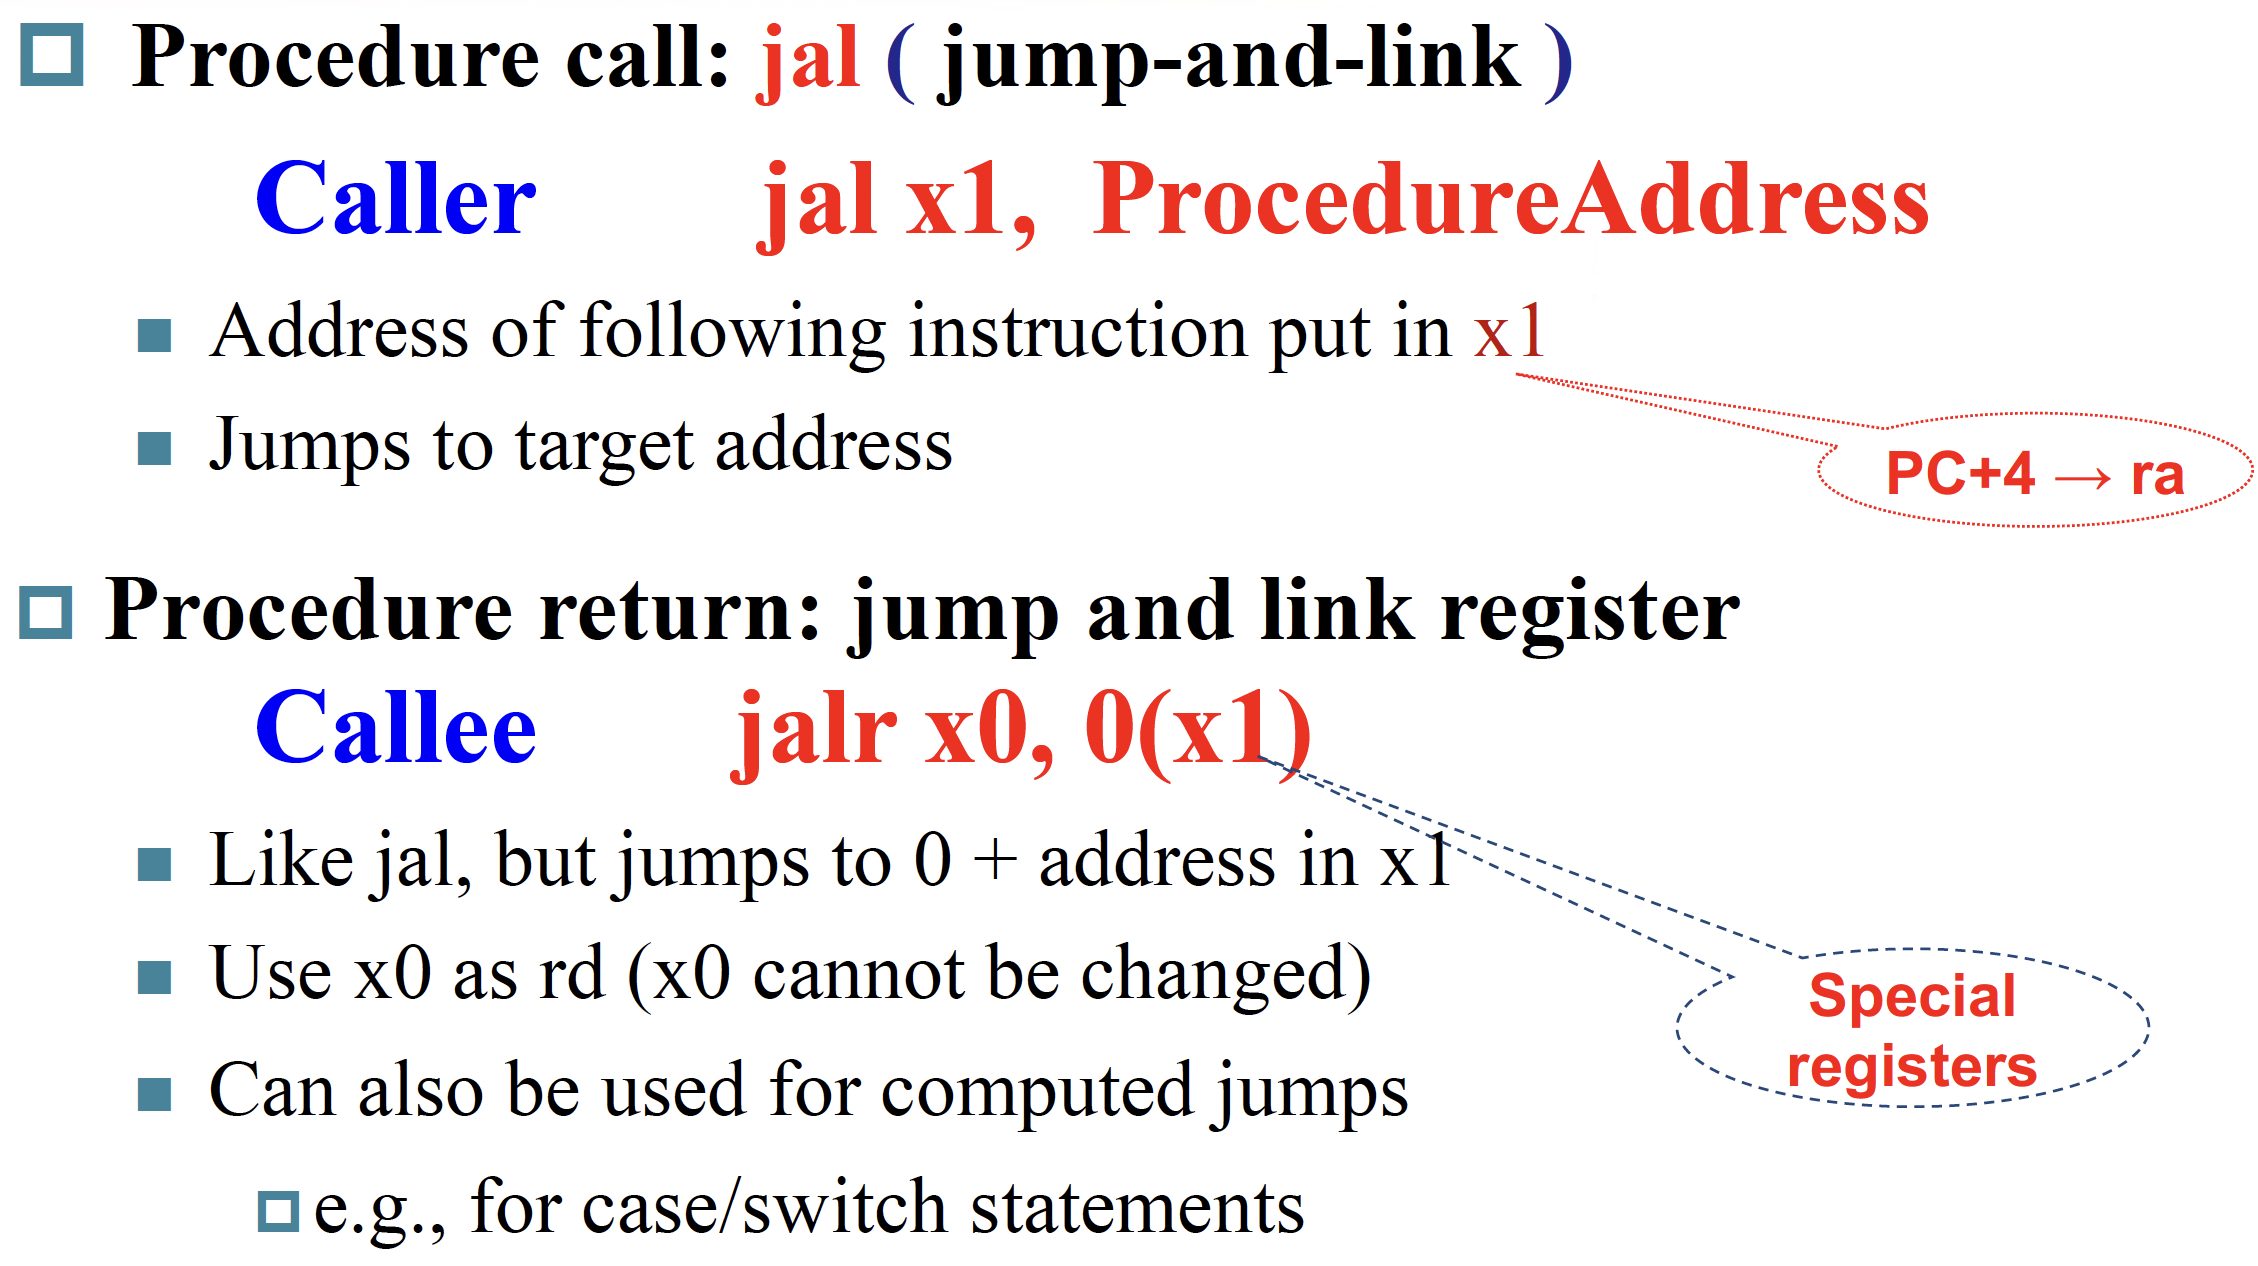 Procedure call: jal ( jump-and-link )
Caller jal x1, ProcedureAddress
Address of following instruction put in x1
Jumps to target address
PC+4 → ra
Procedure return: jump and link register
Callee jalr x0, 0(x1)
Like jal, but jumps to 0 + address in x1
Use x0 as rd (x0 cannot be changed)
Special
registers
Can also be used for computed jumps
e.g., for case/switch statements